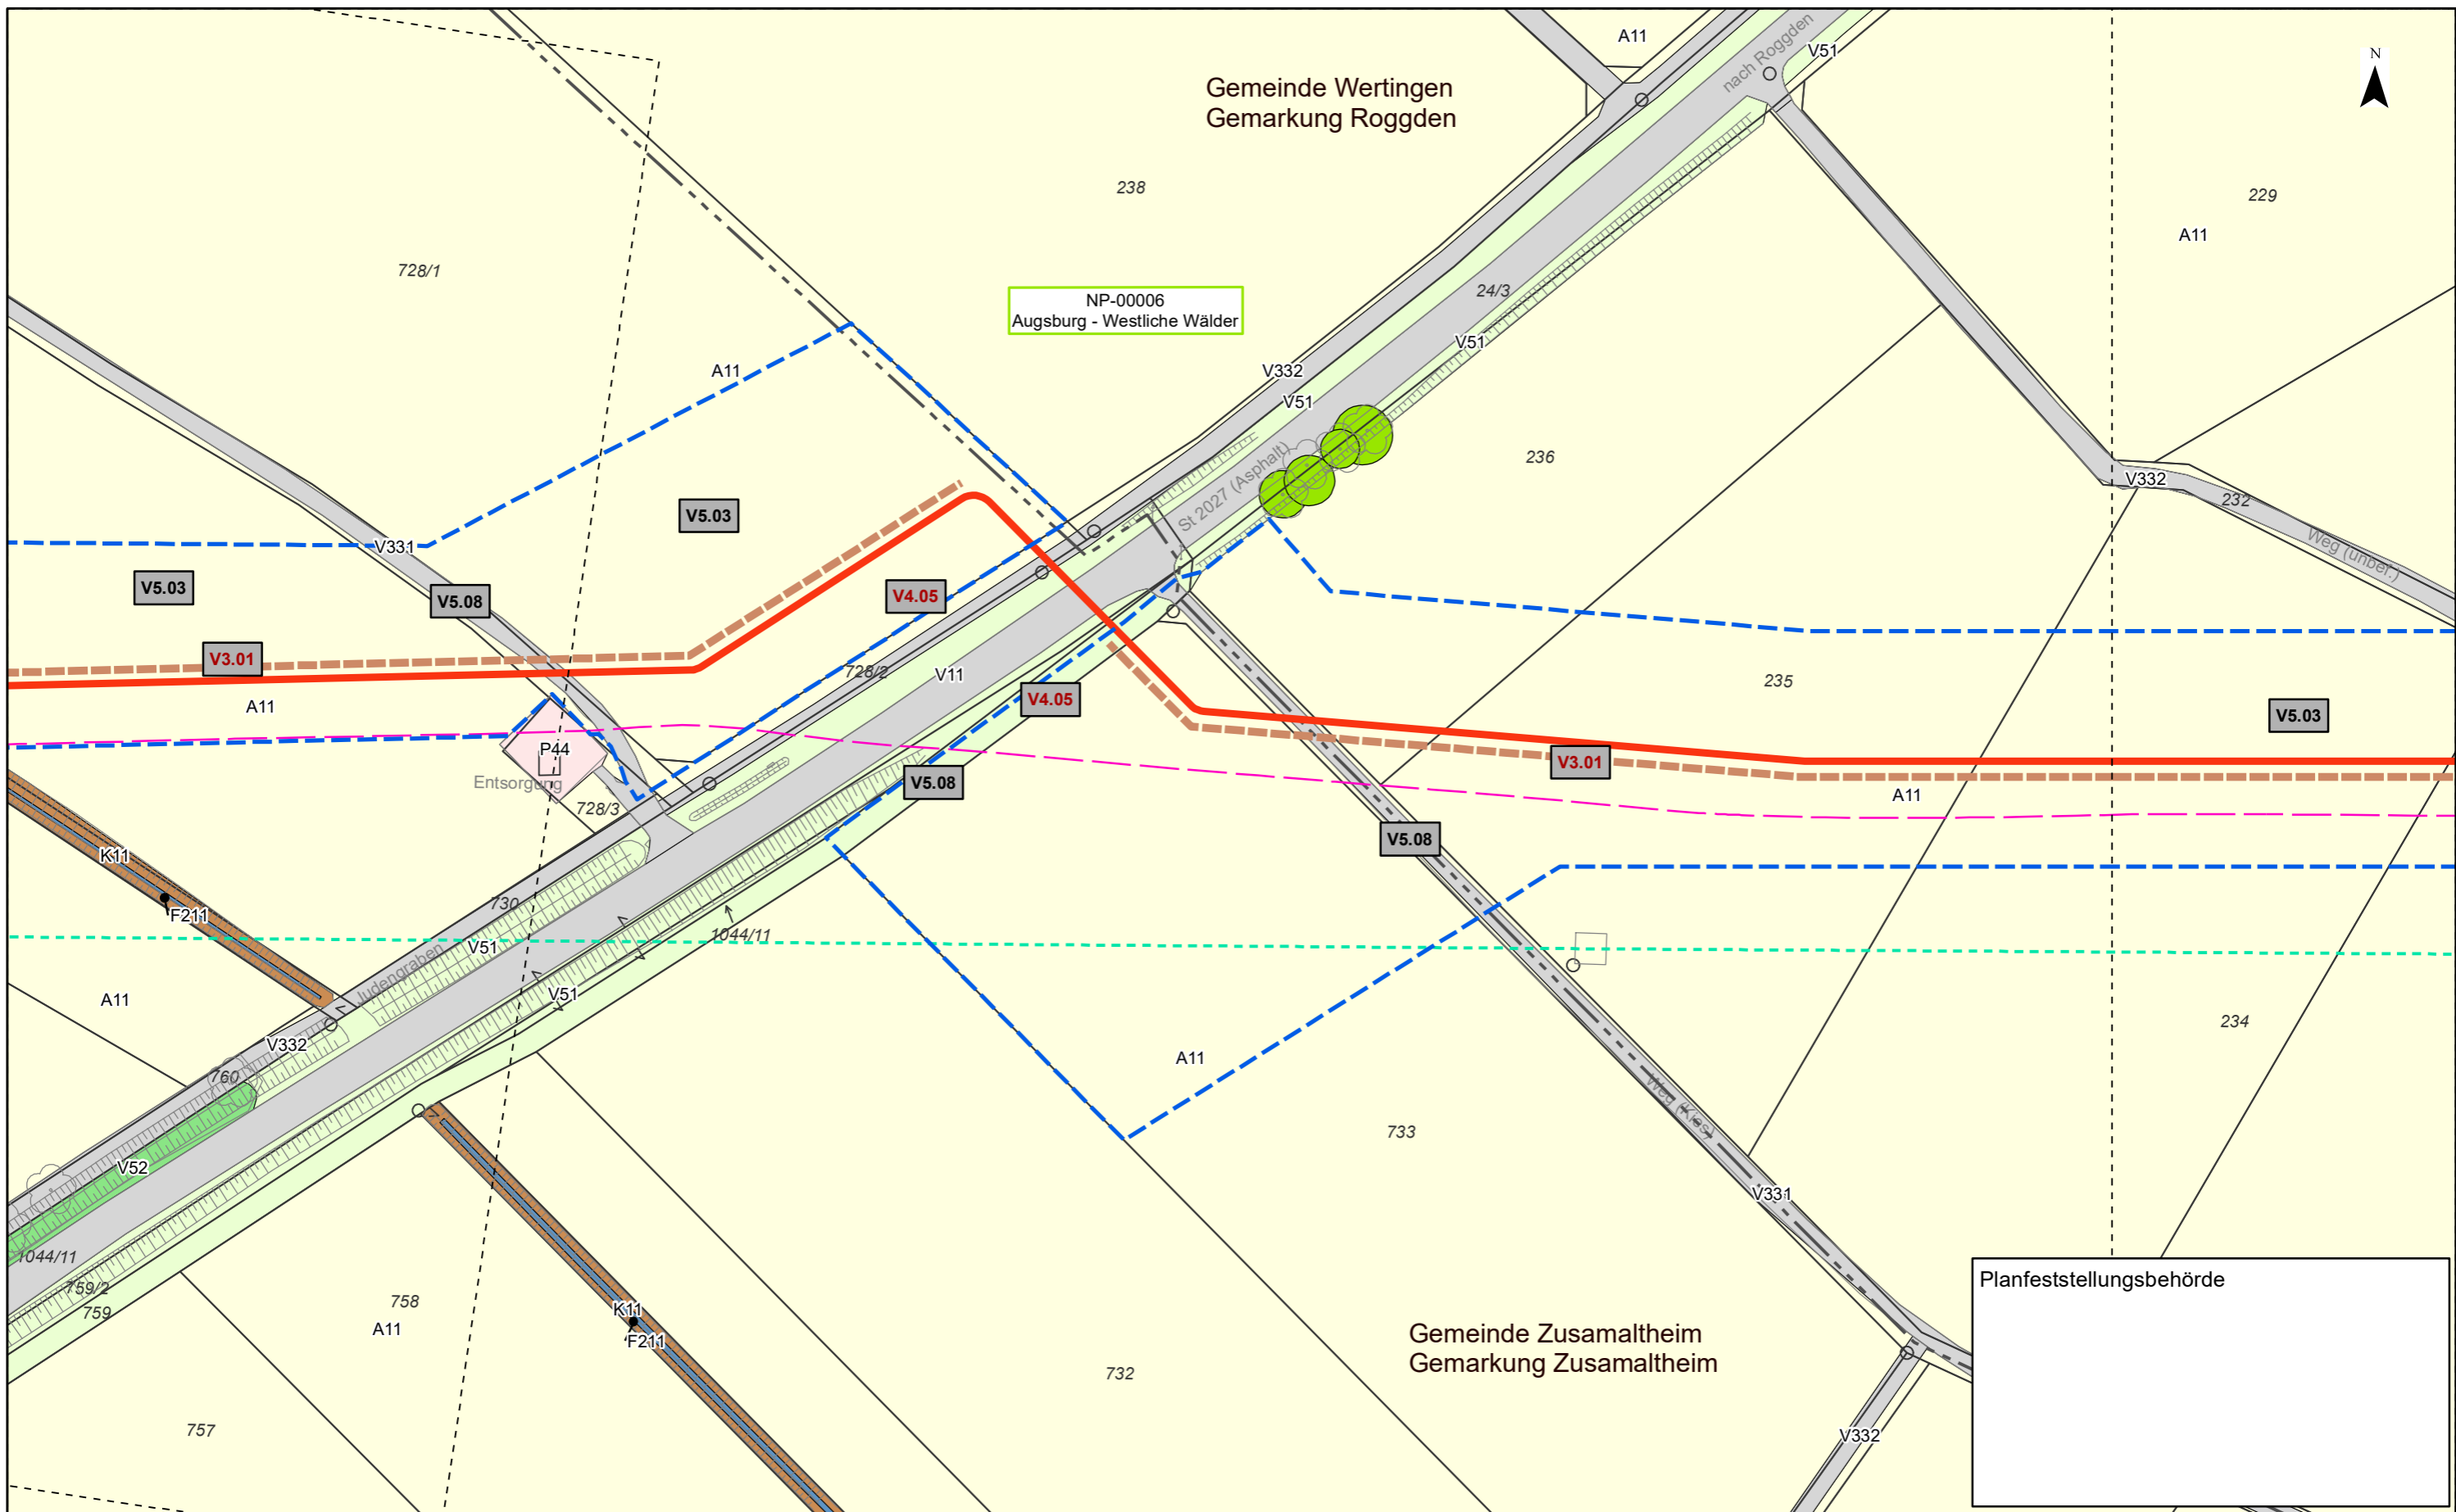 A11
nach Roggden
V51
N
Gemeinde Wertingen
Gemarkung Roggden
238
229
A11
728/1
NP-00006
Augsburg - Westliche Wälder
24/3
V51
A11
V332
V51
St 2027 (Asphalt)
236
V332
232
Weg (unbef.)
V5.03
V331
V5.03
V5.08
V4.05
V3.01
728/2
V11
V4.05
235
V5.03
A11
P44
Entsorgung
728/3
V5.08
V3.01
A11
V5.08
K11
F211
730
V51
1044/11
Judengraben
V51
A11
V332
760
A11
234
733
Weg (Kies)
V52
V331
1044/11
759/2
759
758
A11
K11
F211
Gemeinde Zusamaltheim
Gemarkung Zusamaltheim
732
757
V332
Planfeststellungsbehörde